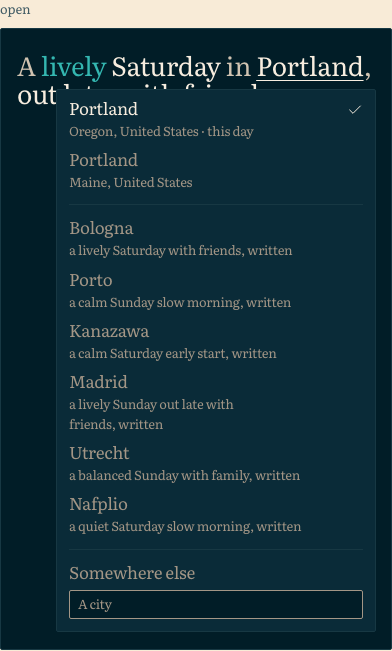 open
A lively Saturday in Portland,
out late with friends
Portland
Oregon, United States · this day
Portland
Maine, United States
Bologna
a lively Saturday with friends, written
Porto
a calm Sunday slow morning, written
Kanazawa
a calm Saturday early start, written
Madrid
a lively Sunday out late with
friends, written
Utrecht
a balanced Sunday with family, written
Nafplio
a quiet Saturday slow morning, written
Somewhere else
A city